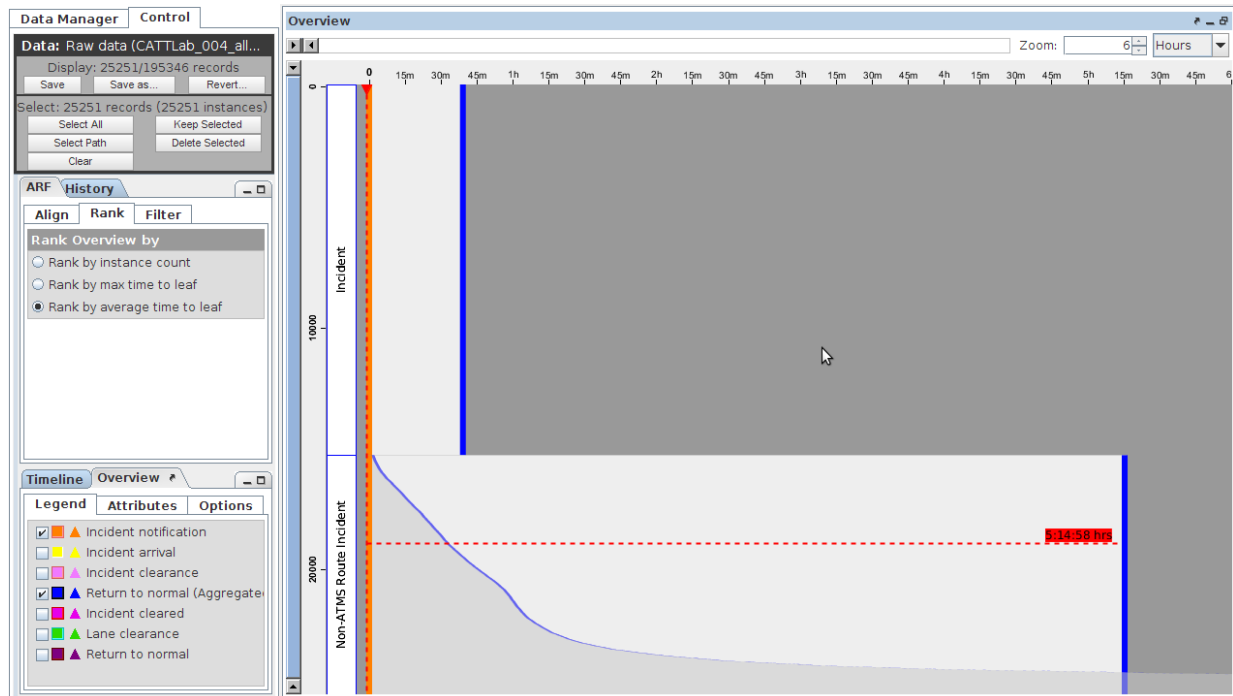 Data Manager Control
Data: Raw data (CATTLab_004_all...
Display: 25251/195346 records
Save Save as... Revert...
Select: 25251 records (25251 instances)
Select All Keep Selected
Select Path Delete Selected
Clear
ARF History
Align Rank Filter
Rank Overview by
Rank by instance count
Rank by max time to leaf
Rank by average time to leaf
Timeline Overview
Legend Attributes Options
Incident notification
Incident arrival
Incident clearance
Return to normal (Aggregate
Incident cleared
Lane clearance
Return to normal
Overview
Zoom: 6 Hours
0 15m 30m 45m 1h 15m 30m 45m 2h 15m 30m 45m 3h 15m 30m 45m 4h 15m 30m 45m 5h 15m 30m 45m 6
0
Incident
10000
5:14:58 hrs
20000
Non-ATMS Route Incident